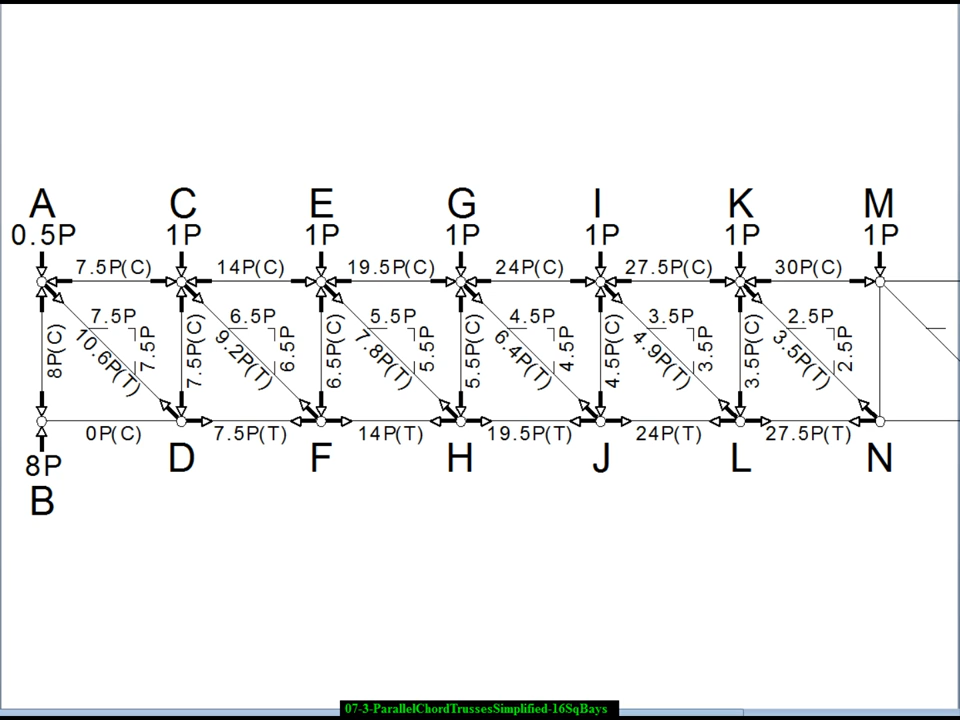 A C E G I K M
0.5P 1P 1P 1P 1P 1P 1P
7.5P(C) 14P(C) 19.5P(C) 24P(C) 27.5P(C) 30P(C)
7.5P 6.5P 5.5P 4.5P 3.5P 2.5P
8P(C) 10.6P(T) 7.5P 7.5P(C) 9.2P(T) 6.5P 6.5P(C) 7.8P(T) 5.5P 5.5P(C) 6.4P(T) 4.5P 4.5P(C) 4.9P(T) 3.5P 3.5P(C) 3.5P(T) 2.5P
0P(C) 7.5P(T) 14P(T) 19.5P(T) 24P(T) 27.5P(T)
8P D F H J L N
B
07-3-ParallelChordTrussesSimplified-16SqBays